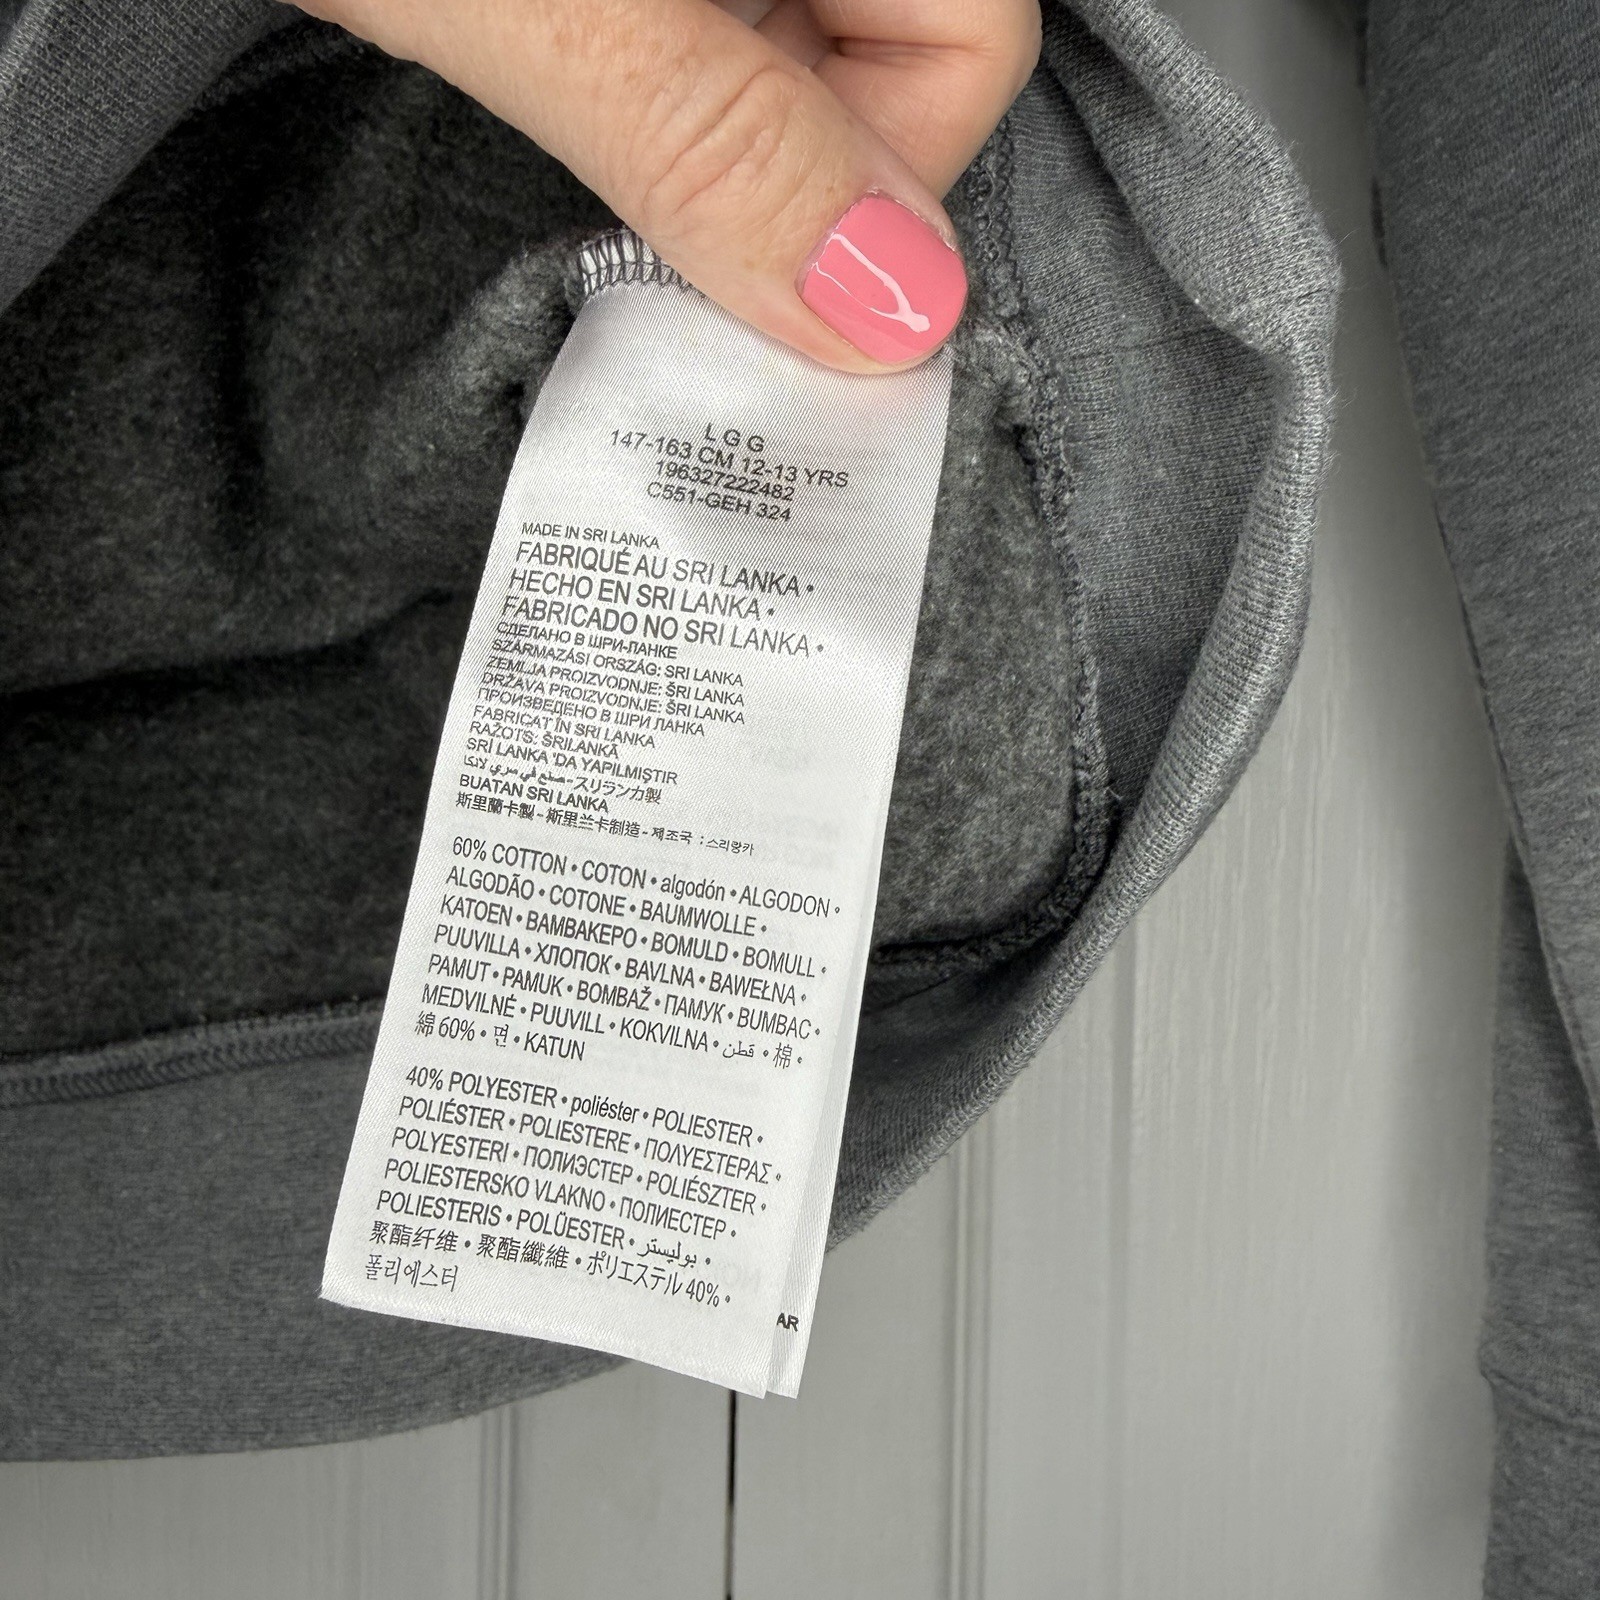 LGG
147-163 CM 12-13 YRS
196327222482
C551-GEH 324
MADE IN SRI LANKA
FABRIQUÉ AU SRI LANKA •
HECHO EN SRI LANKA •
FABRICADO NO SRI LANKA •
СДЕЛАНО В ШРИ-ЛАНКЕ
SZÁRMAZÁSI ORSZÁG: SRI LANKA
ZEMLJA PROIZVODNJE: ŠRI LANKA
DRŽAVA PROIZVODNJE: ŠRI LANKA
ПРОИЗВЕДЕНО В ШРИ ЛАНКА
FABRICAT ÎN SRI LANKA
RAŽOTS: ŠRILANKĀ
SRİ LANKA 'DA YAPILMIŞTIR
صنع في سري لانكا - スリランカ製
BUATAN SRI LANKA
斯里蘭卡製 - 斯里兰卡制造 - 제조국 : 스리랑카
60% COTTON • COTON • algodón • ALGODON •
ALGODÃO • COTONE • BAUMWOLLE •
KATOEN • ΒΑΜΒΑΚΕΡΟ • BOMULD • BOMULL •
PUUVILLA • ХЛОПОК • BAVLNA • BAWEŁNA •
PAMUT • PAMUK • BOMBAŽ • ПАМУК • BUMBAC •
MEDVILNĖ • PUUVILL • KOKVILNA • قطن • 棉 •
綿 60% • 면 • KATUN
40% POLYESTER • poliéster • POLIESTER •
POLIÉSTER • POLIESTERE • ΠΟΛΥΕΣΤΕΡΑΣ •
POLYESTERI • ПОЛИЭСТЕР • POLIÉSZTER •
POLIESTERSKO VLAKNO • ПОЛИЕСТЕР •
POLIESTERIS • POLÜESTER • بوليستر •
聚酯纤维 • 聚酯纖維 • ポリエステル 40% •
폴리에스터
AR